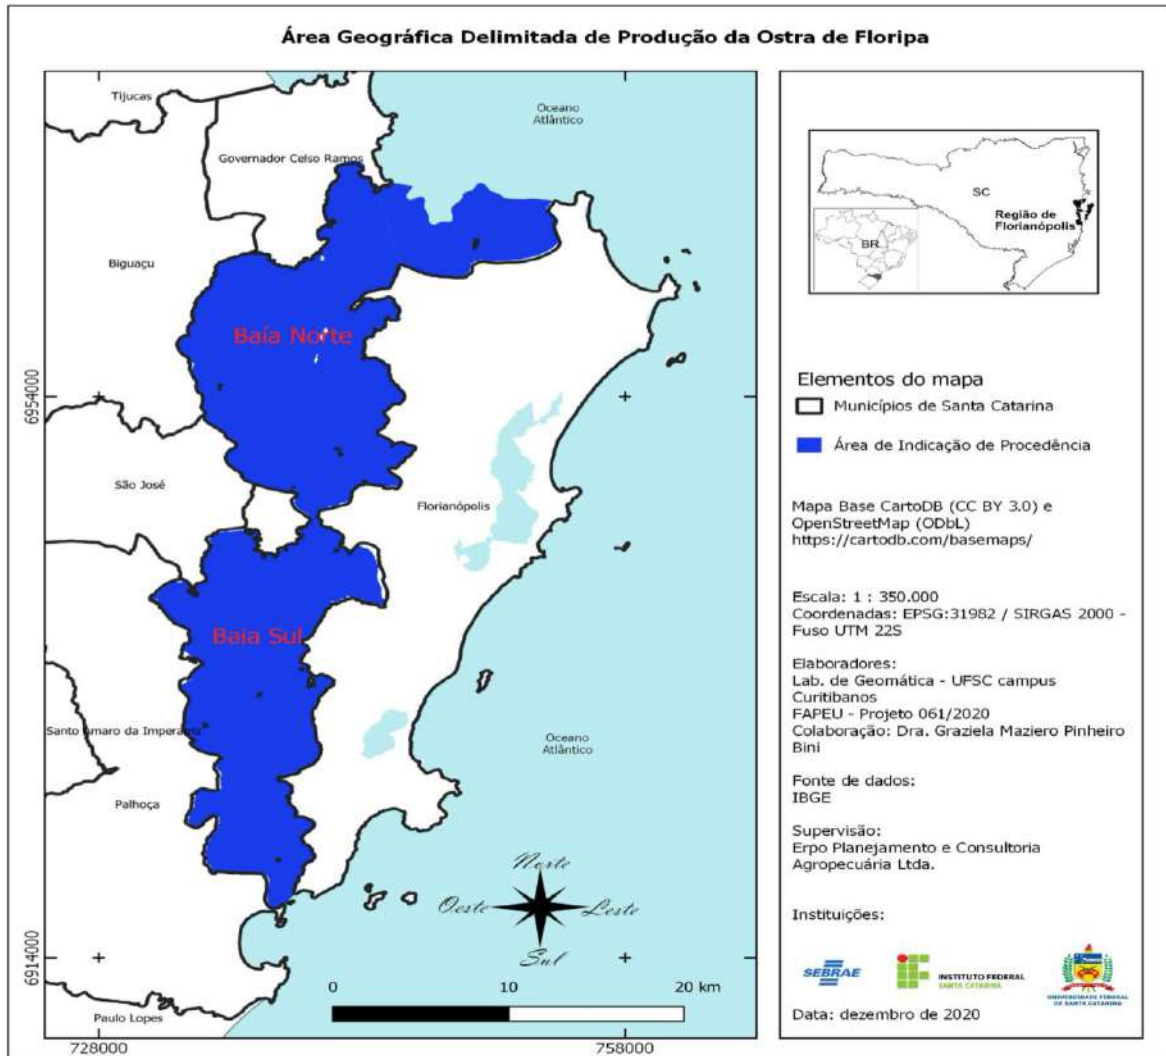 Área Geográfica Delimitada de Produção da Ostra de Floripa
Tijucas
Oceano
Atlântico
Governador Celso Ramos
Biguaçu
Baía Norte
6954000
São José
Florianópolis
Baia Sul
Santo Amaro da Imperatriz
Oceano
Atlântico
Palhoça
Norte
Oeste
Leste
Sul
6914000
0
10
20 km
Paulo Lopes
728000
758000
SC
Região de
Florianópolis
BR
Elementos do mapa
Municípios de Santa Catarina
Área de Indicação de Procedência
Mapa Base CartoDB (CC BY 3.0) e
OpenStreetMap (ODbL)
https://cartodb.com/basemaps/
Escala: 1 : 350.000
Coordenadas: EPSG:31982 / SIRGAS 2000 -
Fuso UTM 22S
Elaboradores:
Lab. de Geomática - UFSC campus
Curitibanos
FAPEU - Projeto 061/2020
Colaboração: Dra. Graziela Maziero Pinheiro
Bini
Fonte de dados:
IBGE
Supervisão:
Erpo Planejamento e Consultoria
Agropecuária Ltda.
Instituições:
SEBRAE
INSTITUTO FEDERAL
SANTA CATARINA
UNIVERSIDADE FEDERAL
DE SANTA CATARINA
Data: dezembro de 2020